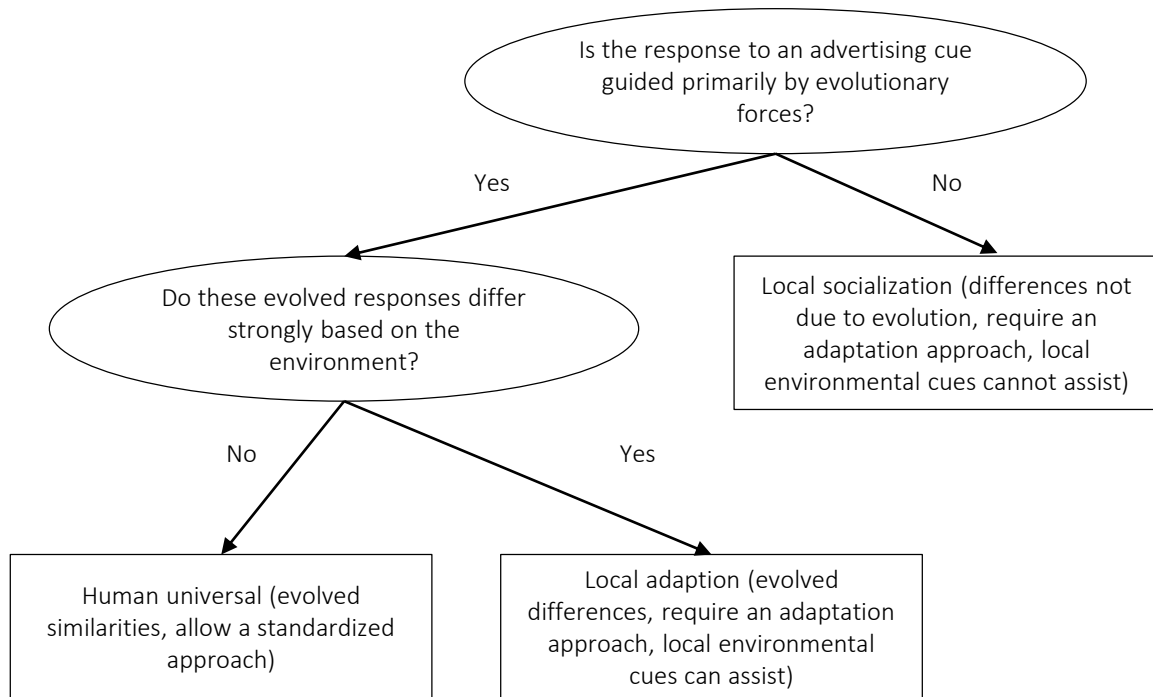 Is the response to an advertising cue
guided primarily by evolutionary
forces?
Yes
No
Do these evolved responses differ
strongly based on the
environment?
Local socialization (differences not
due to evolution, require an
adaptation approach, local
environmental cues cannot assist)
No
Yes
Human universal (evolved
similarities, allow a standardized
approach)
Local adaption (evolved
differences, require an adaptation
approach, local environmental
cues can assist)